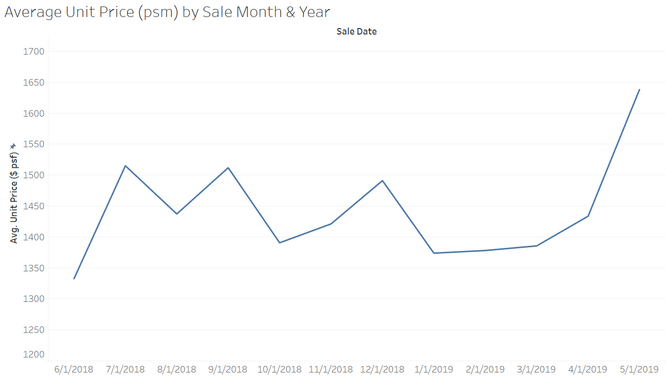 Average Unit Price (psm) by Sale Month & Year
Sale Date
Avg. Unit Price ($ psf)
1700
1650
1600
1550
1500
1450
1400
1350
1300
1250
1200
6/1/2018 7/1/2018 8/1/2018 9/1/2018 10/1/2018 11/1/2018 12/1/2018 1/1/2019 2/1/2019 3/1/2019 4/1/2019 5/1/2019